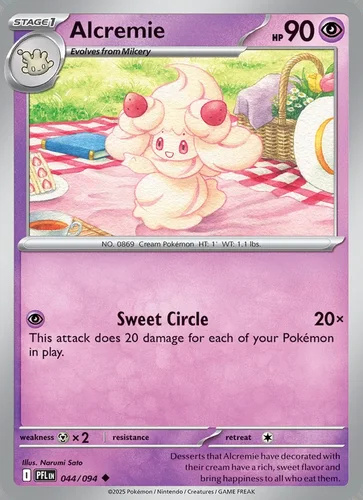 STAGE 1 Alcremie HP 90
Evolves from Milcery
NO. 0869 Cream Pokémon HT: 1' WT: 1.1 lbs.
Sweet Circle 20×
This attack does 20 damage for each of your Pokémon
in play.
weakness ×2 resistance retreat
Illus. Narumi Sato
I PFL EN 044/094
Desserts that Alcremie have decorated with
their cream have a rich, sweet flavor and
bring happiness to all who eat them.
©2025 Pokémon / Nintendo / Creatures / GAME FREAK